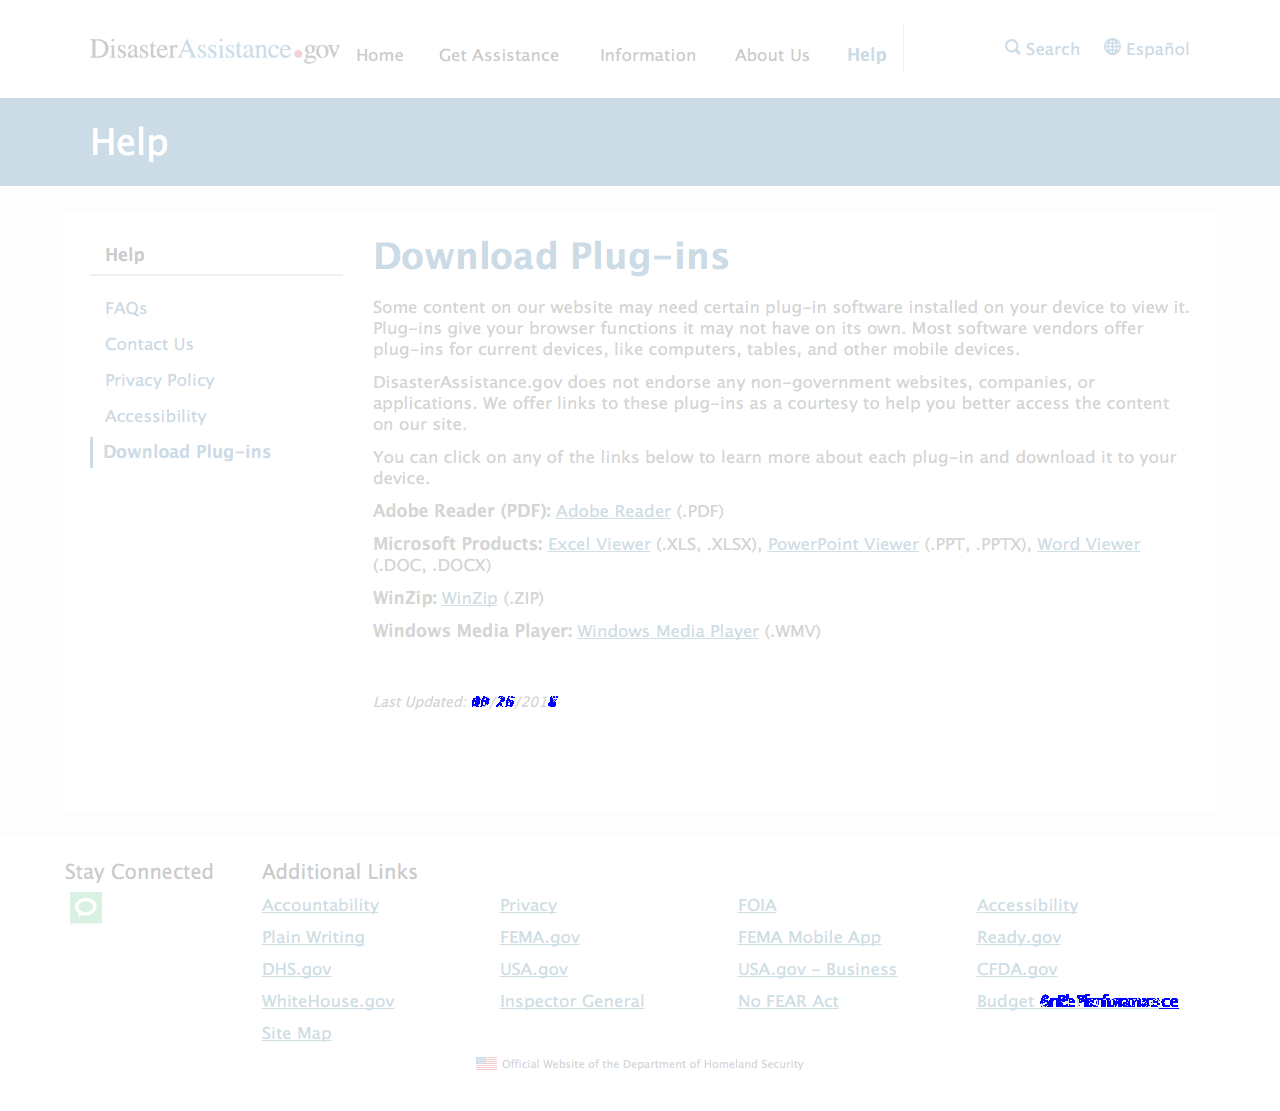 DisasterAssistance.gov Home Get Assistance Information About Us Help Search Español
Help
Help
FAQs
Contact Us
Privacy Policy
Accessibility
Download Plug-ins
Download Plug-ins
Some content on our website may need certain plug-in software installed on your device to view it.
Plug-ins give your browser functions it may not have on its own. Most software vendors offer
plug-ins for current devices, like computers, tables, and other mobile devices.
DisasterAssistance.gov does not endorse any non-government websites, companies, or
applications. We offer links to these plug-ins as a courtesy to help you better access the content
on our site.
You can click on any of the links below to learn more about each plug-in and download it to your
device.
Adobe Reader (PDF): Adobe Reader (.PDF)
Microsoft Products: Excel Viewer (.XLS, .XLSX), PowerPoint Viewer (.PPT, .PPTX), Word Viewer
(.DOC, .DOCX)
WinZip: WinZip (.ZIP)
Windows Media Player: Windows Media Player (.WMV)
Last Updated:
Stay Connected
Additional Links
Accountability Privacy FOIA Accessibility
Plain Writing FEMA.gov FEMA Mobile App Ready.gov
DHS.gov USA.gov USA.gov - Business CFDA.gov
WhiteHouse.gov Inspector General No FEAR Act Budget
Site Map
Official Website of the Department of Homeland Security